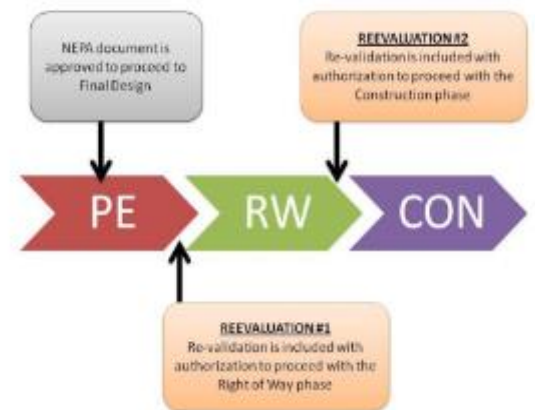 NEPA document is
approved to proceed to
Final Design
REEVALUATION #2
Re-validation is included with
authorization to proceed with the
Construction phase
PE
RW
CON
REEVALUATION #1
Re-validation is included with
authorization to proceed with the
Right of Way phase